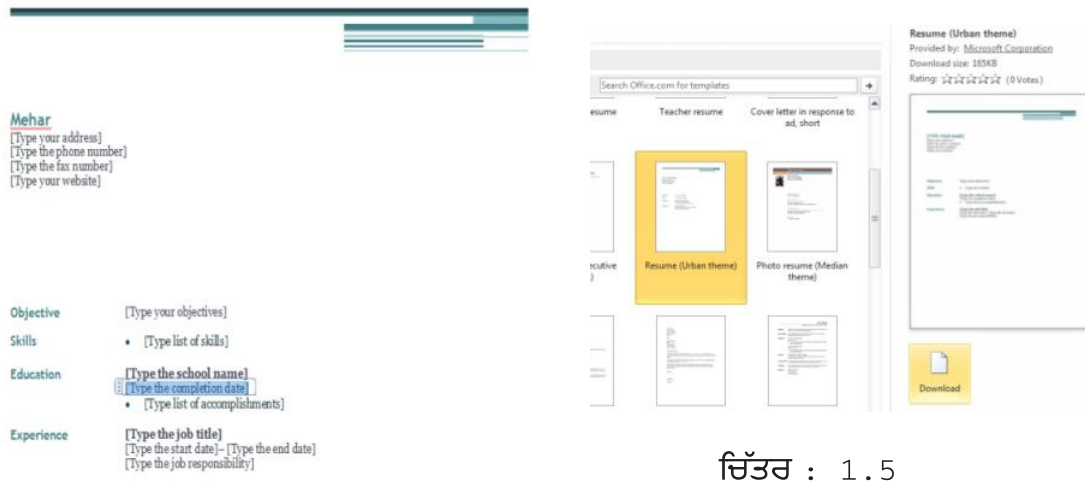 Mehar
[Type your address]
[Type the phone number]
[Type the fax number]
[Type your website]
Objective [Type your objectives]
Skills • [Type list of skills]
Education [Type the school name]
[Type the completion date]
• [Type list of accomplishments]
Experience [Type the job title]
[Type the start date]– [Type the end date]
[Type the job responsibility]
Search Office.com for templates
esume Teacher resume Cover letter in response to
ad, short
ecutive Resume (Urban theme) Photo resume (Median
) theme)
Resume (Urban theme)
Provided by: Microsoft Corporation
Download size: 165KB
Rating: ☆☆☆☆☆ (0 Votes)
Download
ਚਿੱਤਰ : 1.5